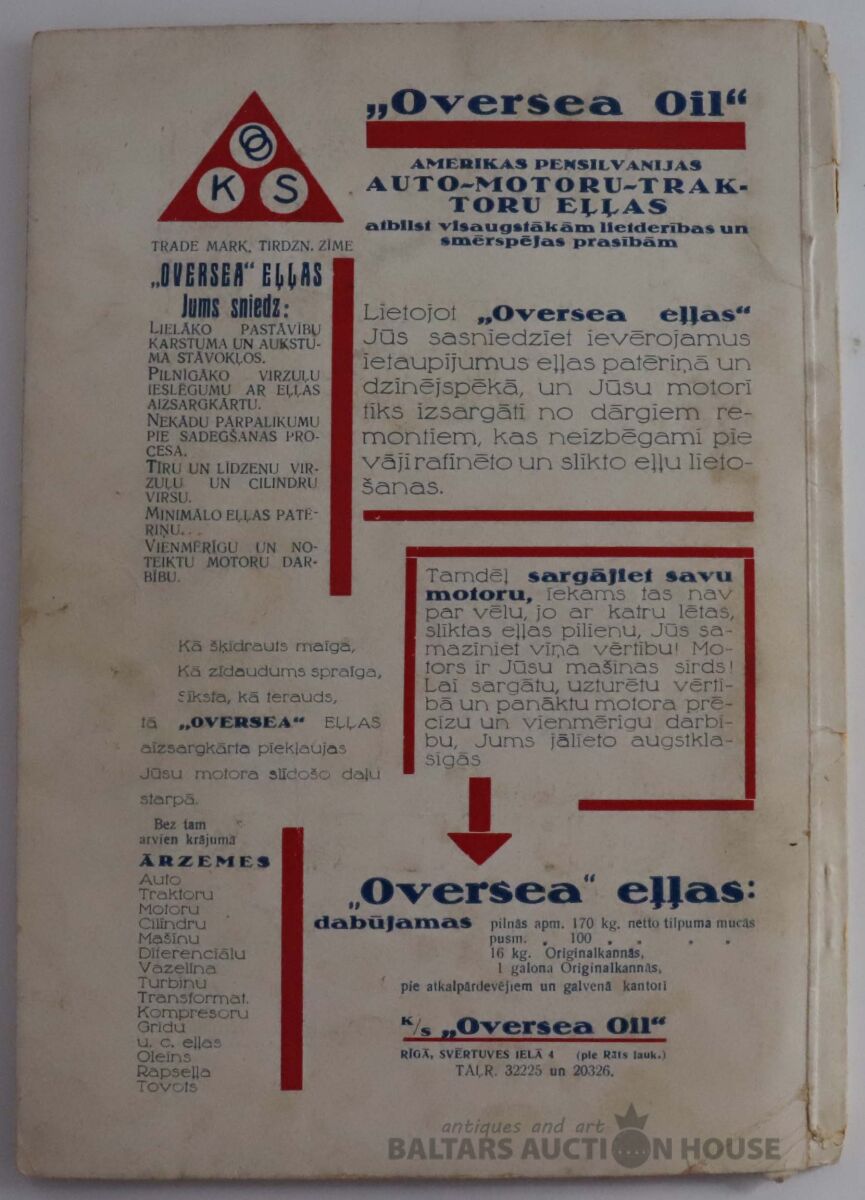 „Oversea Oil“
AMERIKAS PENSILVANIJAS
AUTO-MOTORU-TRAK-
TORU EĻĻAS
atbilst visaugstākām lietderības un
smērspējas prasībām
O O
K S
TRADE MARK. TIRDZN. ZĪME
„OVERSEA“ EĻĻAS
Jums sniedz:
LIELĀKO PASTĀVĪBU
KARSTUMA UN AUKSTU-
MA STĀVOKĻOS.
PILNĪGĀKO VIRZUĻU
IESLĒGUMU AR EĻĻAS
AIZSARGKĀRTU.
NEKĀDU PĀRPALIKUMU
PIE SADEGŠANAS PRO-
CESA.
TĪRU UN LĪDZENU VIR-
ZUĻU UN CILINDRU
VIRSU.
MINIMĀLO EĻĻAS PATĒ-
RIŅU...
VIENMĒRĪGU UN NO-
TEIKTU MOTORU DAR-
BĪBU.
Lietojot „Oversea eļļas“
Jūs sasniedzīet ievērojamus
ietaupījumus eļļas patēriņā un
dzinējspēkā, un Jūsu motori
tiks izsargāti no dārgiem re-
montiem, kas neizbēgami pie
vāji rafinēto un slikto eļļu lieto-
šanas.
Tamdēļ sargājiet savu
motoru, iekams tas nav
par vēlu, jo ar katru lētas,
sliktas eļļas pilienu, Jūs sa-
maziniet viņa vērtību! Mo-
tors ir Jūsu mašinas sirds!
Lai sargātu, uzturētu vērtī-
bā un panāktu motora prē-
cīzu un vienmērīgu darbī-
bu, Jums jālieto augstkla-
sīgās
Kā šķidrauts maigā,
Kā zīdaudums spraigā,
Sīksta, kā tērauds,
tā „OVERSEA“ EĻĻAS
aizsargkārta piekļaujas
Jūsu motora slīdošo daļu
starpā.
Bez tam
arvien krājumā
ĀRZEMES
Auto
Traktoru
Motoru
Cilindru
Mašīnu
Diferenciāļu
Vazelīna
Turbīnu
Transformat.
Kompresoru
Grīdu
u. c. eļļas
Oleīns
Rapseļļa
Tovots
„Oversea“ eļļas:
dabūjamas pilnās apm. 170 kg. netto tilpuma mucās
pusm. „ 100 „ „ „ „
16 kg. Originalkannās,
1 galona Originalkannās,
pie atkalpārdevējiem un galvenā kantorī
K/s „Oversea Oil“
RĪGĀ, SVĒRTUVES IELĀ 4 (pie Rāts lauk.)
TAĻR. 32225 un 20326.
antiques and art
BALTARS AUCTION HOUSE